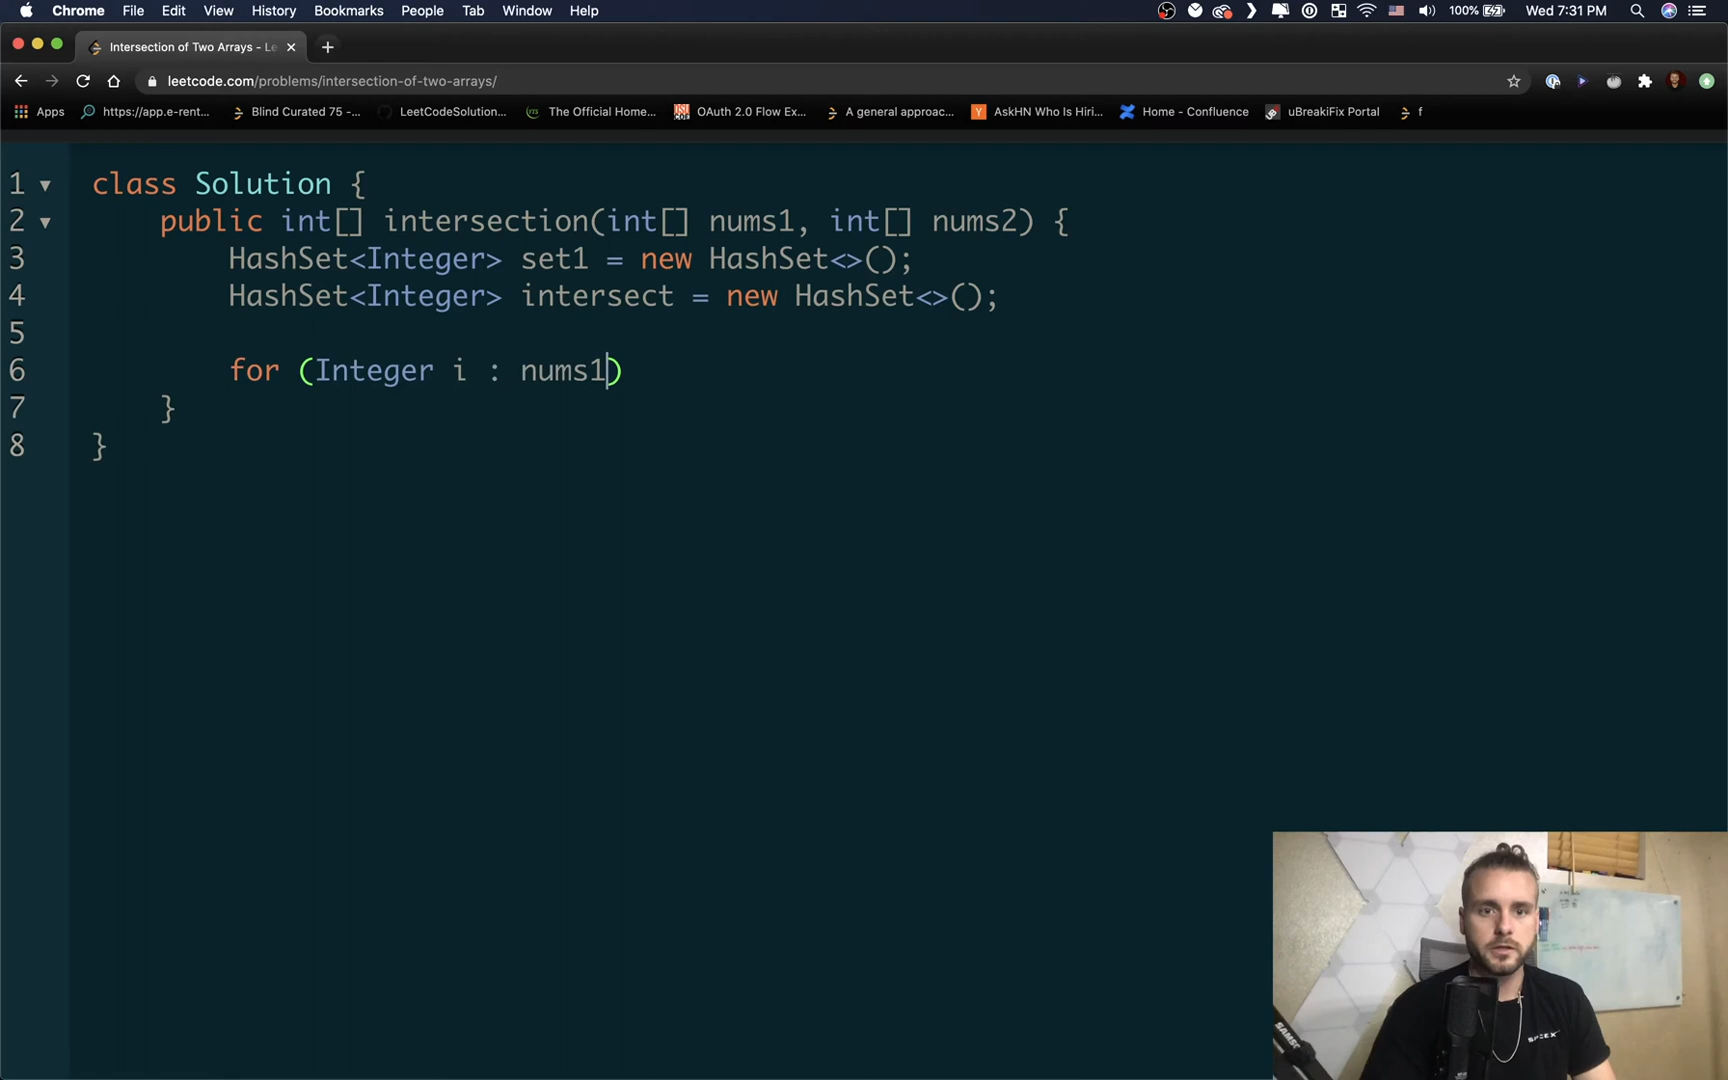 Chrome File Edit View History Bookmarks People Tab Window Help 100% Wed 7:31 PM
Intersection of Two Arrays - Le
leetcode.com/problems/intersection-of-two-arrays/
Apps https://app.e-rent... Blind Curated 75 -... LeetCodeSolution... The Official Home... OAuth 2.0 Flow Ex... A general approac... AskHN Who Is Hiri... Home - Confluence uBreakiFix Portal f
1 class Solution {
2 public int[] intersection(int[] nums1, int[] nums2) {
3 HashSet<Integer> set1 = new HashSet<>();
4 HashSet<Integer> intersect = new HashSet<>();
5
6 for (Integer i : nums1)
7 }
8 }
SPACEX